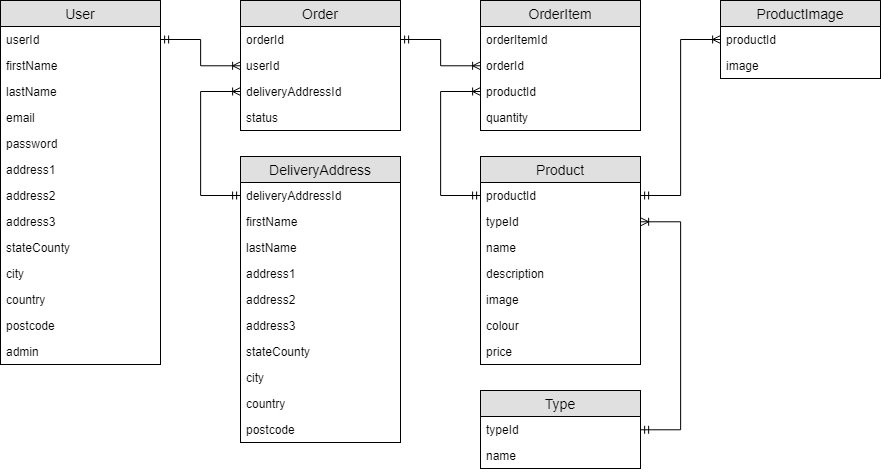 User
userId
firstName
lastName
email
password
address1
address2
address3
stateCounty
city
country
postcode
admin
Order
orderId
userId
deliveryAddressId
status
DeliveryAddress
deliveryAddressId
firstName
lastName
address1
address2
address3
stateCounty
city
country
postcode
OrderItem
orderItemId
orderId
productId
quantity
Product
productId
typeId
name
description
image
colour
price
Type
typeId
name
ProductImage
productId
image